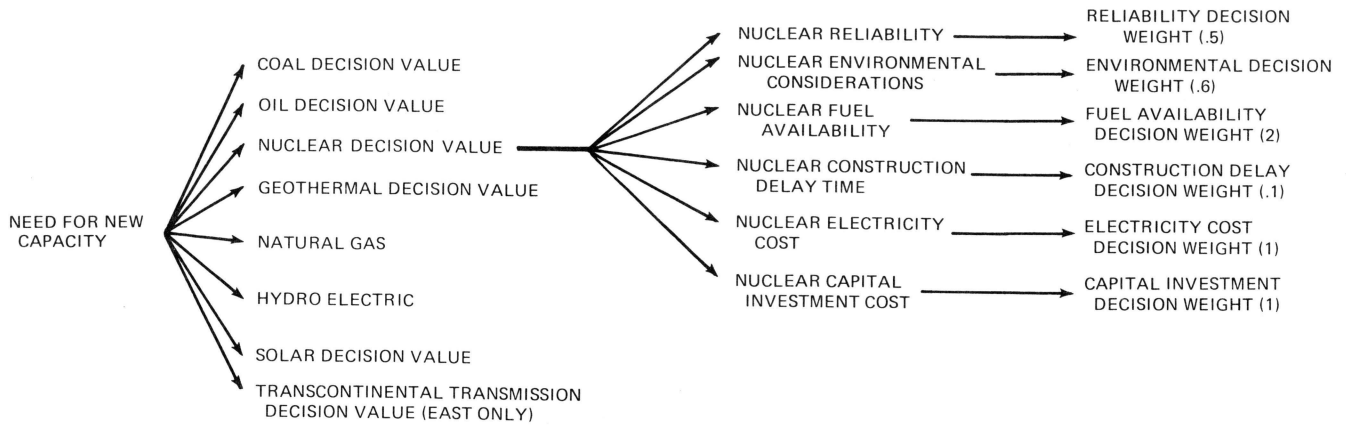 NEED FOR NEW
CAPACITY
COAL DECISION VALUE
OIL DECISION VALUE
NUCLEAR DECISION VALUE
GEOTHERMAL DECISION VALUE
NATURAL GAS
HYDRO ELECTRIC
SOLAR DECISION VALUE
TRANSCONTINENTAL TRANSMISSION
DECISION VALUE (EAST ONLY)
NUCLEAR RELIABILITY
NUCLEAR ENVIRONMENTAL
CONSIDERATIONS
NUCLEAR FUEL
AVAILABILITY
NUCLEAR CONSTRUCTION
DELAY TIME
NUCLEAR ELECTRICITY
COST
NUCLEAR CAPITAL
INVESTMENT COST
RELIABILITY DECISION
WEIGHT (.5)
ENVIRONMENTAL DECISION
WEIGHT (.6)
FUEL AVAILABILITY
DECISION WEIGHT (2)
CONSTRUCTION DELAY
DECISION WEIGHT (.1)
ELECTRICITY COST
DECISION WEIGHT (1)
CAPITAL INVESTMENT
DECISION WEIGHT (1)